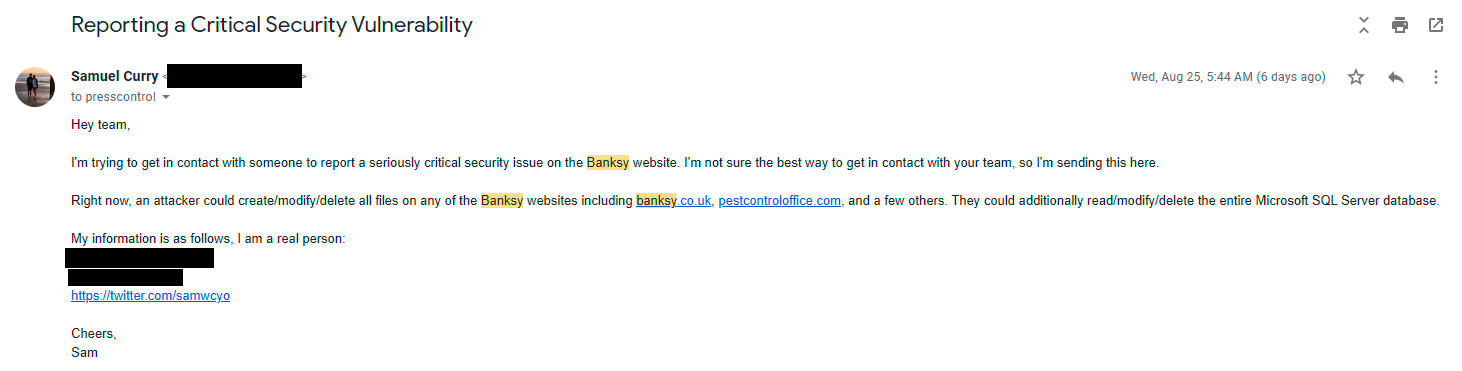 Reporting a Critical Security Vulnerability
Samuel Curry < >
Wed, Aug 25, 5:44 AM (6 days ago)
to presscontrol
Hey team,
I'm trying to get in contact with someone to report a seriously critical security issue on the Banksy website. I'm not sure the best way to get in contact with your team, so I'm sending this here.
Right now, an attacker could create/modify/delete all files on any of the Banksy websites including banksy.co.uk, pestcontroloffice.com, and a few others. They could additionally read/modify/delete the entire Microsoft SQL Server database.
My information is as follows, I am a real person:
https://twitter.com/samwcyo
Cheers,
Sam